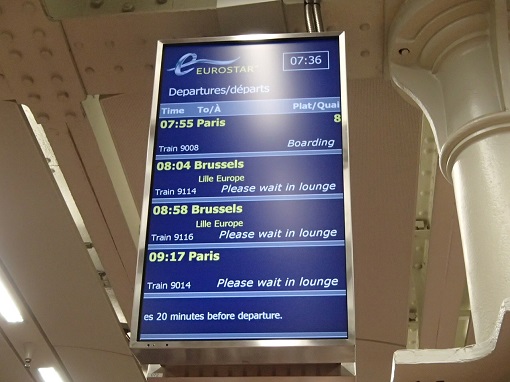 EUROSTAR 07:36
Departures/départs
Time To/À Plat/Quai
07:55 Paris 8
Train 9008 Boarding
08:04 Brussels
Lille Europe
Train 9114 Please wait in lounge
08:58 Brussels
Lille Europe
Train 9116 Please wait in lounge
09:17 Paris
Train 9014 Please wait in lounge
es 20 minutes before departure.